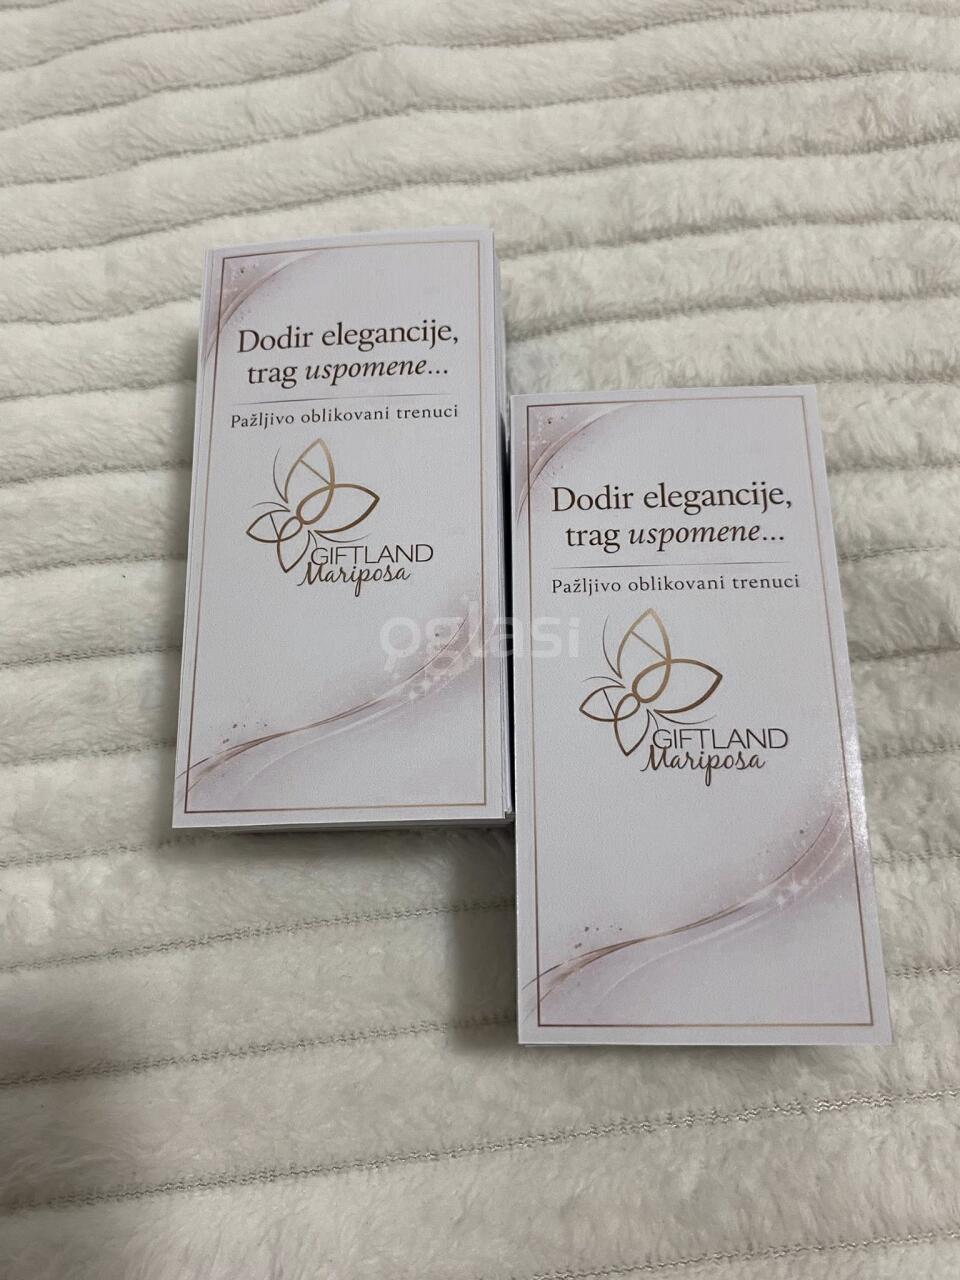 Dodir elegancije,
trag uspomene...
Pažljivo oblikovani trenuci
GIFTLAND
Mariposa
Dodir elegancije,
trag uspomene...
Pažljivo oblikovani trenuci
GIFTLAND
Mariposa
oglasi